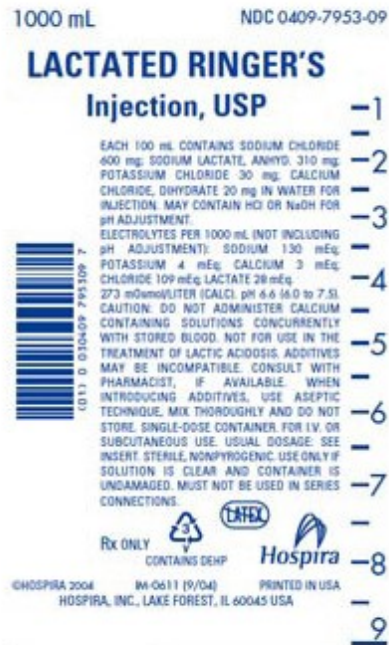 1000 mL NDC 0409-7953-09
LACTATED RINGER'S
Injection, USP
EACH 100 mL CONTAINS SODIUM CHLORIDE
600 mg; SODIUM LACTATE, ANHYD. 310 mg;
POTASSIUM CHLORIDE 30 mg; CALCIUM
CHLORIDE, DIHYDRATE 20 mg IN WATER FOR
INJECTION. MAY CONTAIN HCl OR NaOH FOR
pH ADJUSTMENT.
ELECTROLYTES PER 1000 mL (NOT INCLUDING
pH ADJUSTMENT): SODIUM 130 mEq;
POTASSIUM 4 mEq; CALCIUM 3 mEq;
CHLORIDE 109 mEq; LACTATE 28 mEq.
273 mOsmol/LITER (CALC). pH 6.6 (6.0 to 7.5).
CAUTION: DO NOT ADMINISTER CALCIUM
CONTAINING SOLUTIONS CONCURRENTLY
WITH STORED BLOOD. NOT FOR USE IN THE
TREATMENT OF LACTIC ACIDOSIS. ADDITIVES
MAY BE INCOMPATIBLE. CONSULT WITH
PHARMACIST, IF AVAILABLE. WHEN
INTRODUCING ADDITIVES, USE ASEPTIC
TECHNIQUE, MIX THOROUGHLY AND DO NOT
STORE. SINGLE-DOSE CONTAINER. FOR I.V. OR
SUBCUTANEOUS USE. USUAL DOSAGE: SEE
INSERT. STERILE, NONPYROGENIC. USE ONLY IF
SOLUTION IS CLEAR AND CONTAINER IS
UNDAMAGED. MUST NOT BE USED IN SERIES
CONNECTIONS.
(01) 0 030409 795309 7
LATEX
3
Rx ONLY
CONTAINS DEHP
Hospira
©HOSPIRA 2004 IM-0611 (9/04) PRINTED IN USA
HOSPIRA, INC., LAKE FOREST, IL 60045 USA
1
2
3
4
5
6
7
8
9